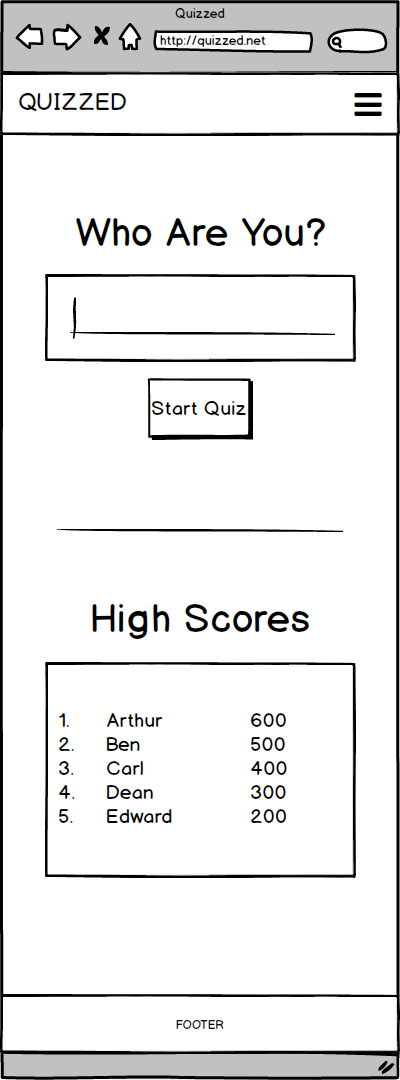 Quizzed
http://quizzed.net
QUIZZED
Who Are You?
Start Quiz
High Scores
1. Arthur 600
2. Ben 500
3. Carl 400
4. Dean 300
5. Edward 200
FOOTER